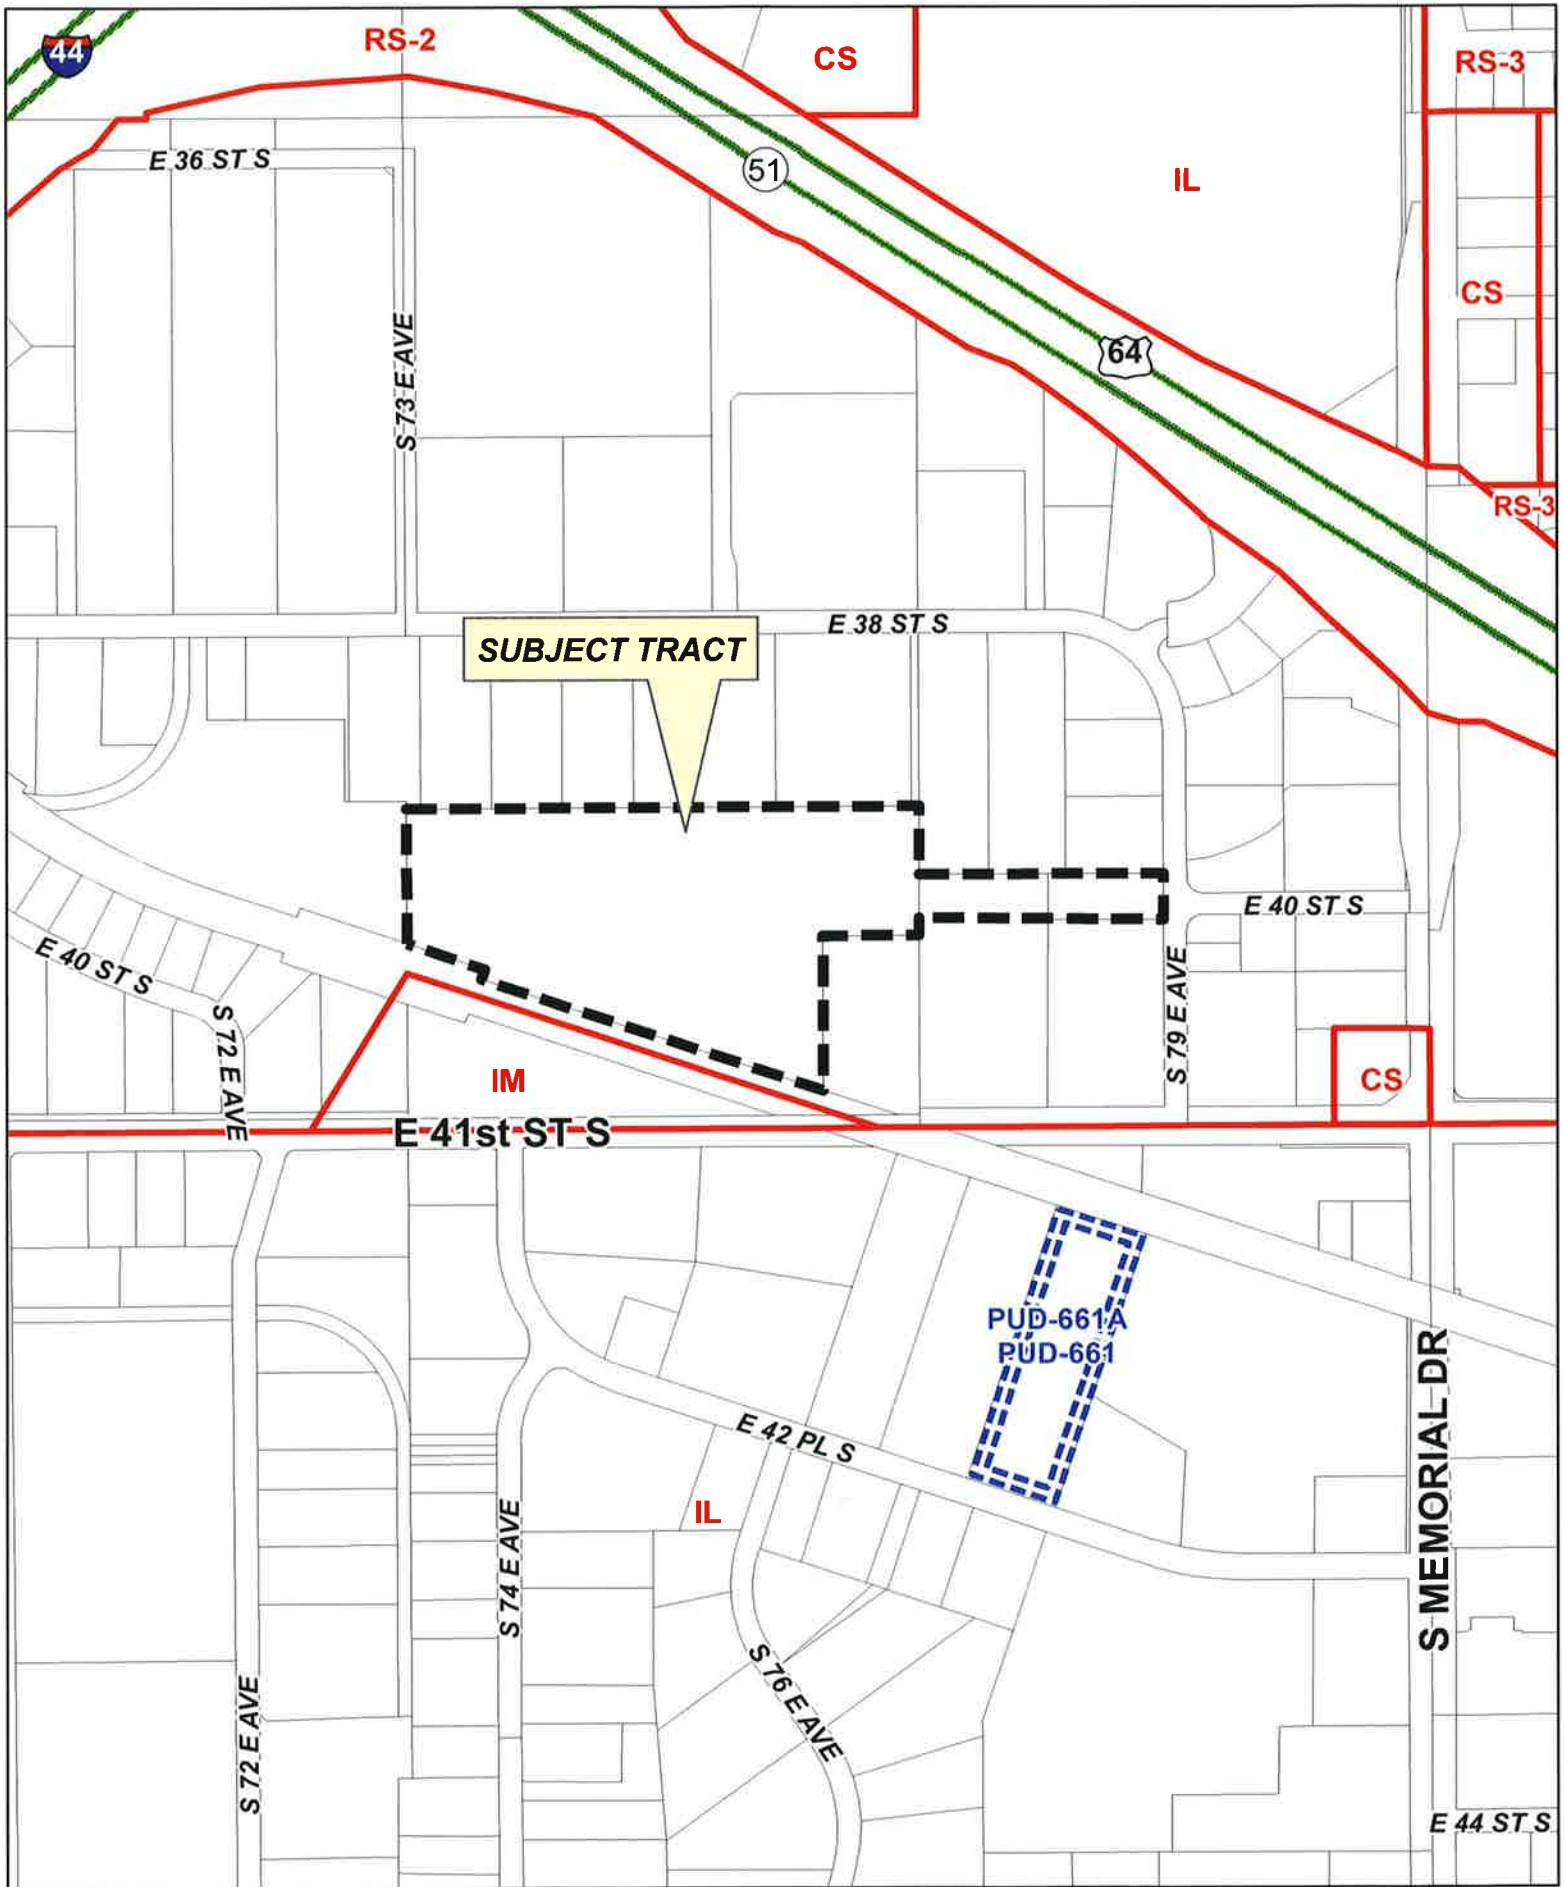 44
RS-2
CS
RS-3
E 36 ST S
51
IL
CS
S 73 E AVE
64
RS-3
E 38 ST S
SUBJECT TRACT
E 40 ST S
E 40 ST S
S 72 E AVE
S 79 E AVE
IM
CS
E 41st ST S
PUD-661A
PUD-661
S MEMORIAL DR
E 42 PL S
IL
S 74 E AVE
S 76 E AVE
S 72 E AVE
E 44 ST S